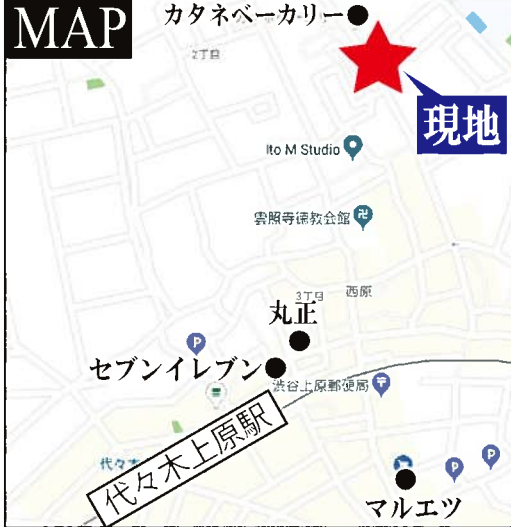 MAP
カタネベーカリー
2丁目
現地
Ito M Studio
雲照寺徳教会館
3丁目
西原
丸正
P
セブンイレブン
渋谷上原郵便局
代々木
代々木上原駅
P
P
マルエツ